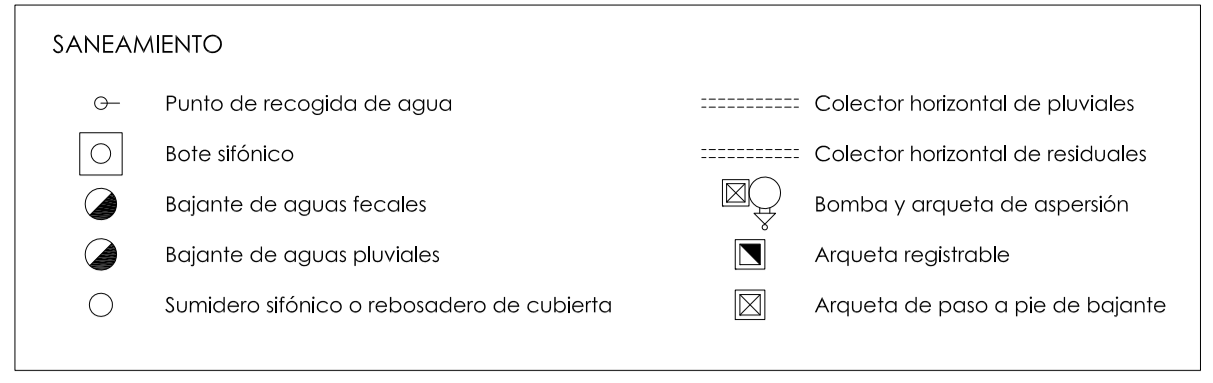 SANEAMIENTO
Punto de recogida de agua
Bote sifónico
Bajante de aguas fecales
Bajante de aguas pluviales
Sumidero sifónico o rebosadero de cubierta
Colector horizontal de pluviales
Colector horizontal de residuales
Bomba y arqueta de aspersión
Arqueta registrable
Arqueta de paso a pie de bajante